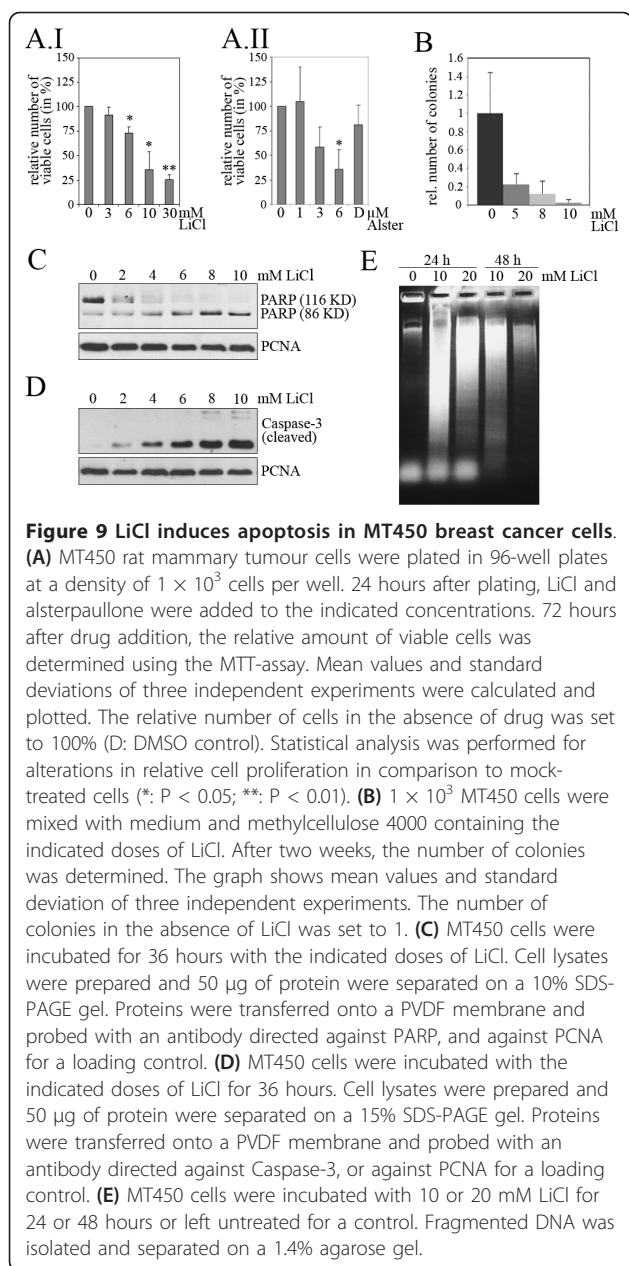 A.I
A.II
B
relative number of
viable cells (in %)
150
125
100
75
50
25
0
*
*
**
0 3 6 10 30 mM
LiCl
relative number of
viable cells (in %)
150
125
100
75
50
25
0
*
0 1 3 6 D µM
Alster
rel. number of colonies
1.6
1.4
1.2
1
0.8
0.6
0.4
0.2
0
0 5 8 10 mM
LiCl
C
0 2 4 6 8 10 mM LiCl
PARP (116 KD)
PARP (86 KD)
PCNA
D
0 2 4 6 8 10 mM LiCl
Caspase-3
(cleaved)
PCNA
E
24 h 48 h
0 10 20 10 20 mM LiCl
Figure 9 LiCl induces apoptosis in MT450 breast cancer cells.
(A) MT450 rat mammary tumour cells were plated in 96-well plates
at a density of 1 × 10³ cells per well. 24 hours after plating, LiCl and
alsterpaullone were added to the indicated concentrations. 72 hours
after drug addition, the relative amount of viable cells was
determined using the MTT-assay. Mean values and standard
deviations of three independent experiments were calculated and
plotted. The relative number of cells in the absence of drug was set
to 100% (D: DMSO control). Statistical analysis was performed for
alterations in relative cell proliferation in comparison to mock-
treated cells (*: P < 0.05; **: P < 0.01). (B) 1 × 10³ MT450 cells were
mixed with medium and methylcellulose 4000 containing the
indicated doses of LiCl. After two weeks, the number of colonies
was determined. The graph shows mean values and standard
deviation of three independent experiments. The number of
colonies in the absence of LiCl was set to 1. (C) MT450 cells were
incubated for 36 hours with the indicated doses of LiCl. Cell lysates
were prepared and 50 µg of protein were separated on a 10% SDS-
PAGE gel. Proteins were transferred onto a PVDF membrane and
probed with an antibody directed against PARP, and against PCNA
for a loading control. (D) MT450 cells were incubated with the
indicated doses of LiCl for 36 hours. Cell lysates were prepared and
50 µg of protein were separated on a 15% SDS-PAGE gel. Proteins
were transferred onto a PVDF membrane and probed with an
antibody directed against Caspase-3, or against PCNA for a loading
control. (E) MT450 cells were incubated with 10 or 20 mM LiCl for
24 or 48 hours or left untreated for a control. Fragmented DNA was
isolated and separated on a 1.4% agarose gel.